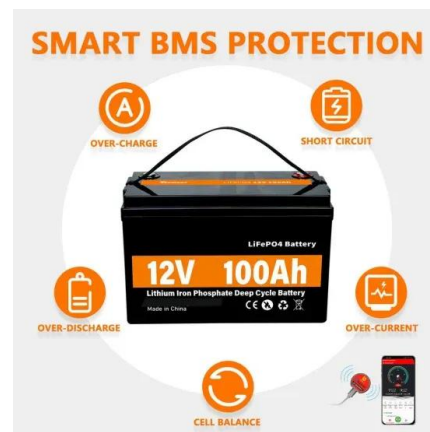 SMART BMS PROTECTION
A
OVER-CHARGE
SHORT CIRCUIT
LiFePO4 Battery
12V 100Ah
Lithium Iron Phosphate Deep Cycle Battery
Made in China
CE
OVER-DISCHARGE
OVER-CURRENT
CELL BALANCE